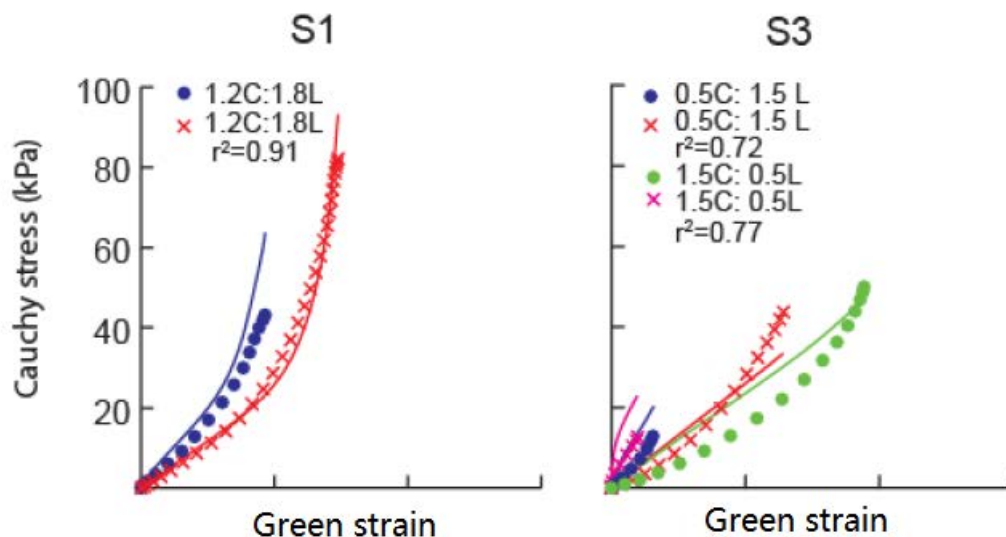 S1
S3
100
80
60
40
20
Cauchy stress (kPa)
1.2C:1.8L
1.2C:1.8L
r²=0.91
0.5C: 1.5 L
0.5C: 1.5 L
r²=0.72
1.5C: 0.5L
1.5C: 0.5L
r²=0.77
Green strain
Green strain